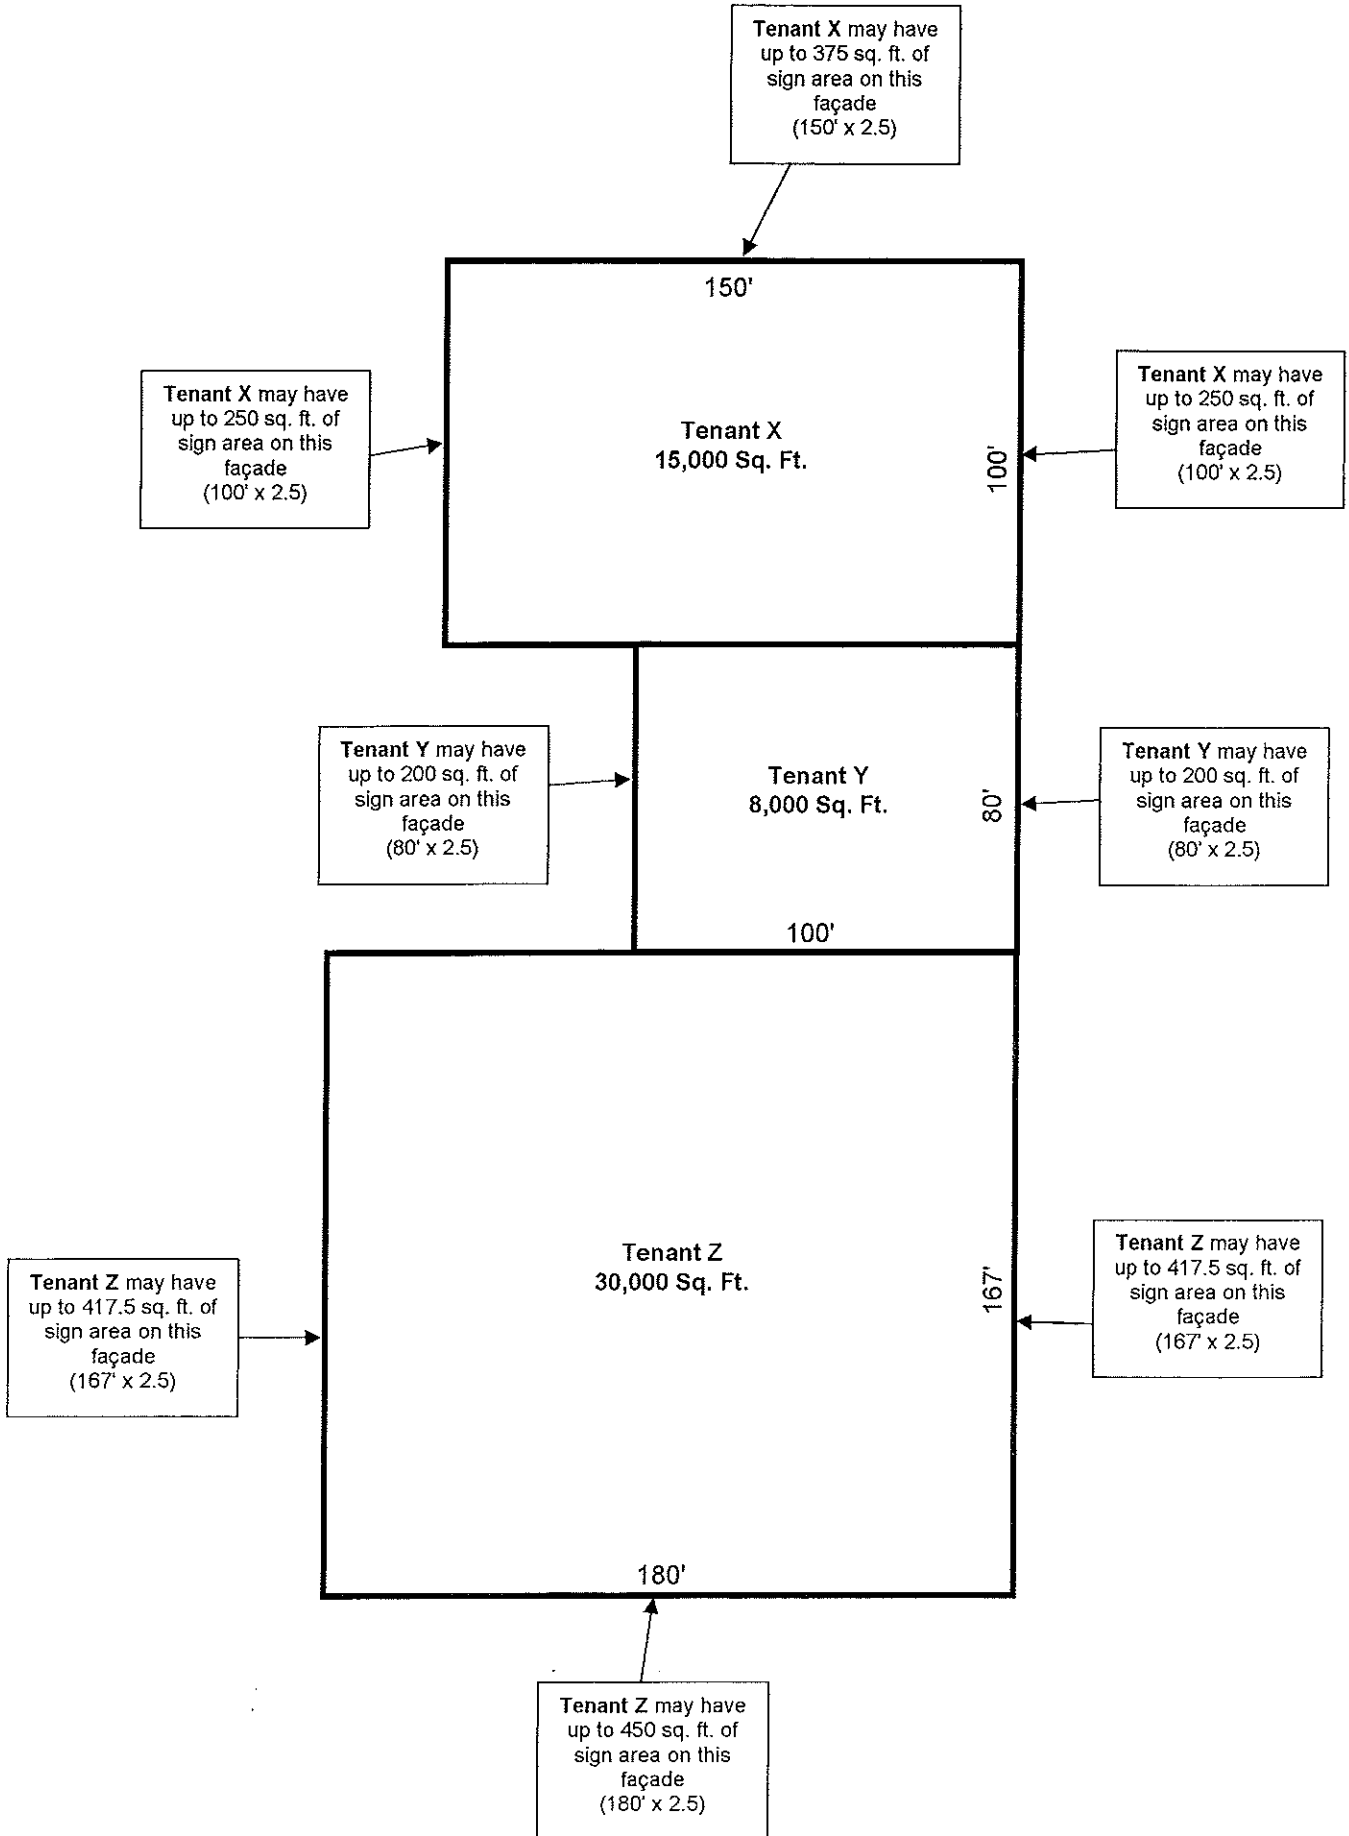 Tenant X may have
up to 375 sq. ft. of
sign area on this
façade
(150' x 2.5)
150'
Tenant X may have
up to 250 sq. ft. of
sign area on this
façade
(100' x 2.5)
Tenant X
15,000 Sq. Ft.
100'
Tenant X may have
up to 250 sq. ft. of
sign area on this
façade
(100' x 2.5)
Tenant Y may have
up to 200 sq. ft. of
sign area on this
façade
(80' x 2.5)
Tenant Y
8,000 Sq. Ft.
80'
Tenant Y may have
up to 200 sq. ft. of
sign area on this
façade
(80' x 2.5)
100'
Tenant Z may have
up to 417.5 sq. ft. of
sign area on this
façade
(167' x 2.5)
Tenant Z
30,000 Sq. Ft.
167'
Tenant Z may have
up to 417.5 sq. ft. of
sign area on this
façade
(167' x 2.5)
180'
Tenant Z may have
up to 450 sq. ft. of
sign area on this
façade
(180' x 2.5)